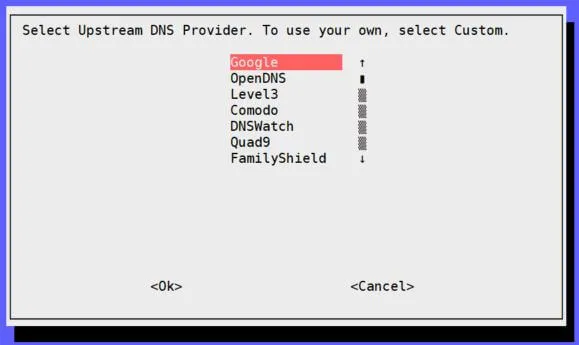 Select Upstream DNS Provider. To use your own, select Custom.
Google ↑
OpenDNS
Level3
Comodo
DNSWatch
Quad9
FamilyShield ↓
<Ok> <Cancel>